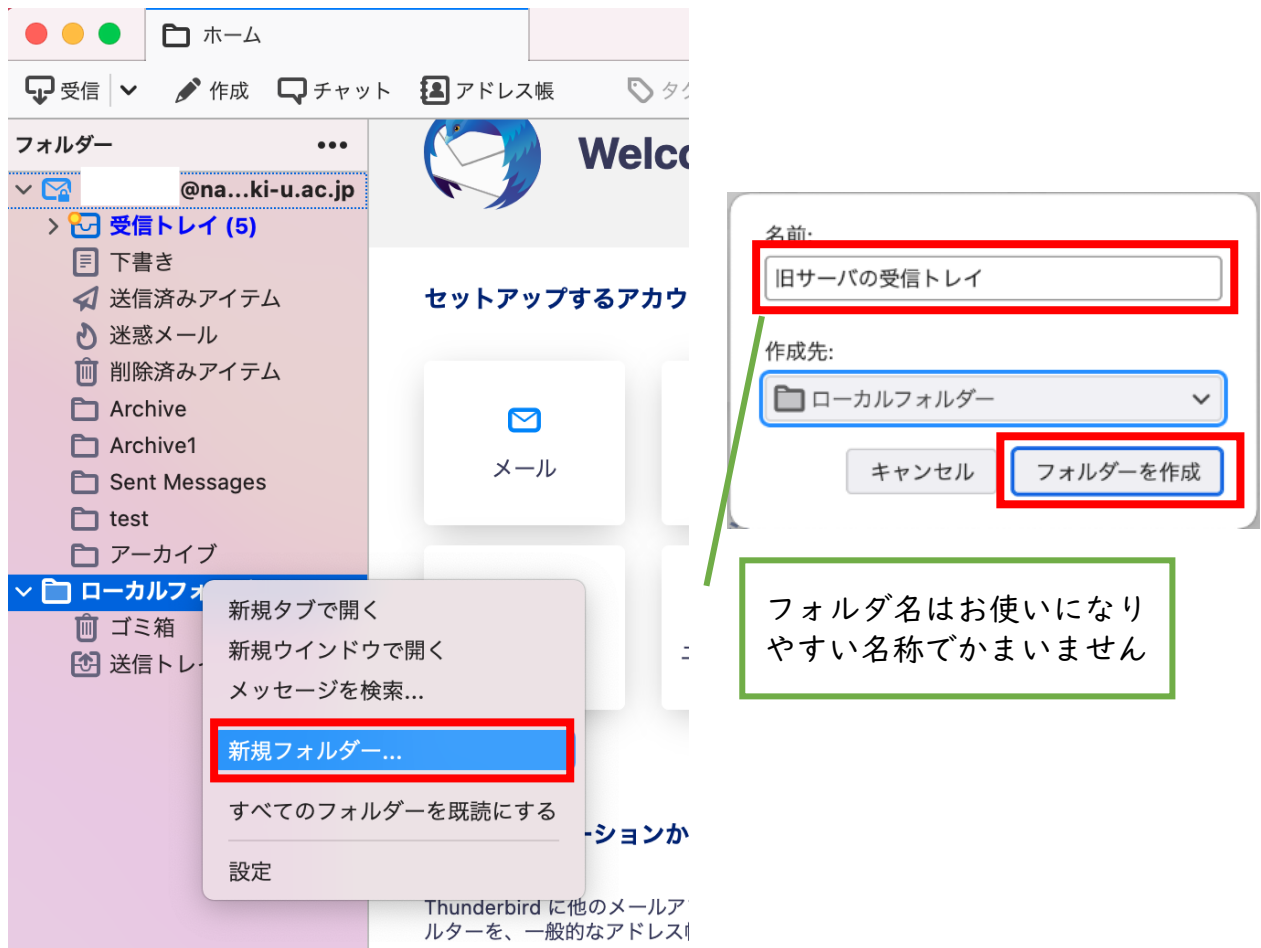 ホーム
受信
作成
チャット
アドレス帳
タグ
フォルダー
@na...ki-u.ac.jp
受信トレイ (5)
下書き
送信済みアイテム
迷惑メール
削除済みアイテム
Archive
Archive1
Sent Messages
test
アーカイブ
ローカルフォ
ゴミ箱
送信トレイ
Welco
セットアップするアカウ
メール
新規タブで開く
新規ウインドウで開く
メッセージを検索...
新規フォルダー...
すべてのフォルダーを既読にする
設定
ーションか
Thunderbird に他のメールア
ルターを、一般的なアドレス帳
名前:
旧サーバの受信トレイ
作成先:
ローカルフォルダー
キャンセル
フォルダーを作成
フォルダ名はお使いになり
やすい名称でかまいません